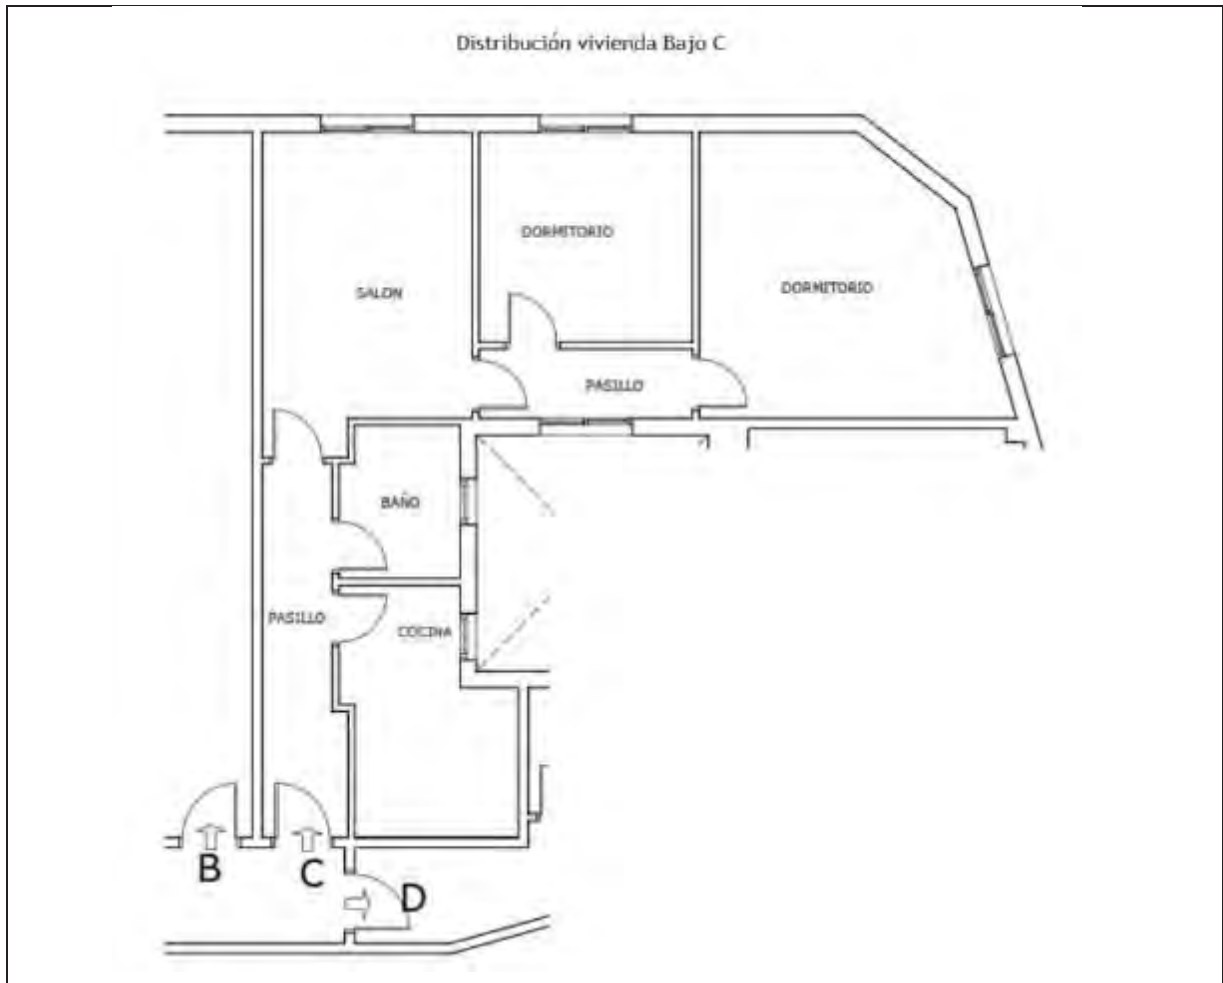 Distribución vivienda Bajo C
DORMITORIO
SALON
DORMITORIO
PASILLO
BAÑO
PASILLO
COCINA
B
C
D